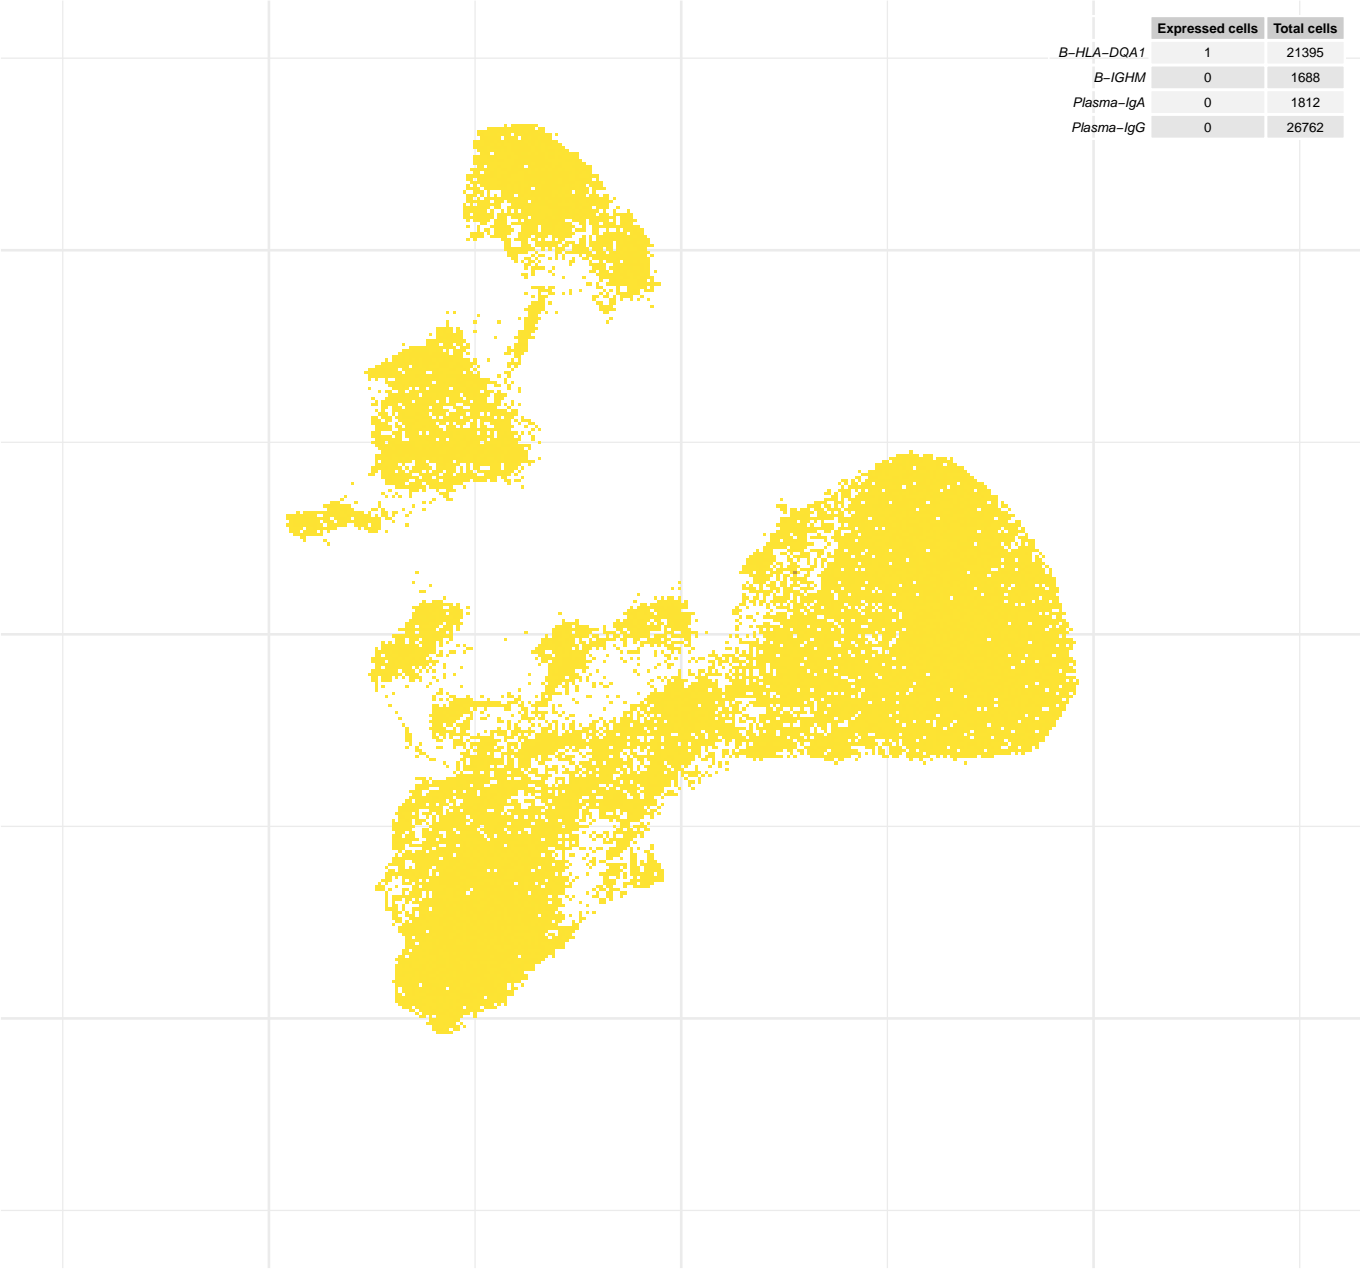 Expressed cells Total cells
B−HLA−DQA1 1 21395
B−IGHM 0 1688
Plasma−IgA 0 1812
Plasma−IgG 0 26762